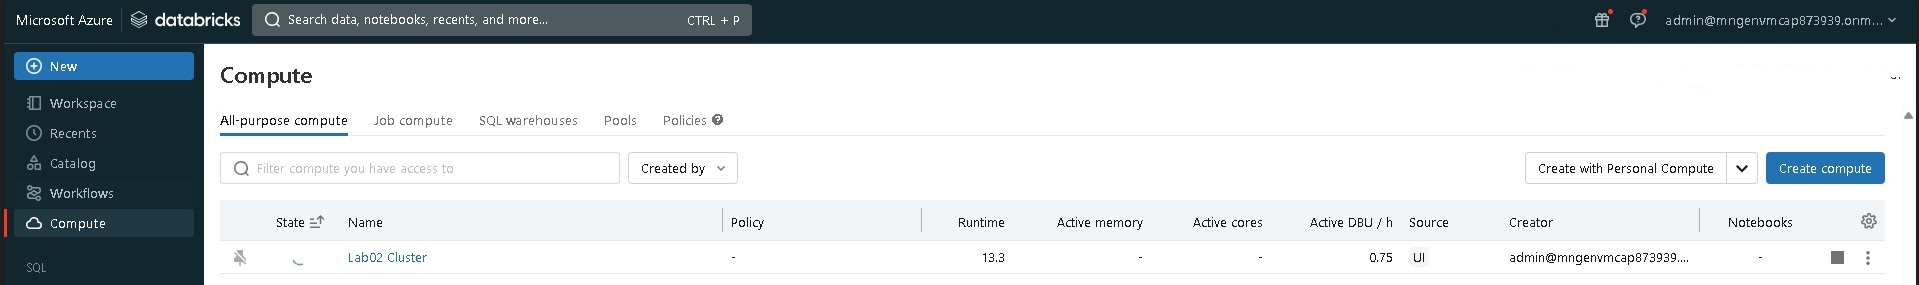 Microsoft Azure databricks Search data, notebooks, recents, and more... CTRL + P admin@mngenvmcap873939.onm...
New
Workspace
Recents
Catalog
Workflows
Compute
SQL
Compute
All-purpose compute Job compute SQL warehouses Pools Policies
Filter compute you have access to Created by Create with Personal Compute Create compute
State Name Policy Runtime Active memory Active cores Active DBU / h Source Creator Notebooks
Lab02 Cluster - 13.3 - - 0.75 UI admin@mngenvmcap873939.... -